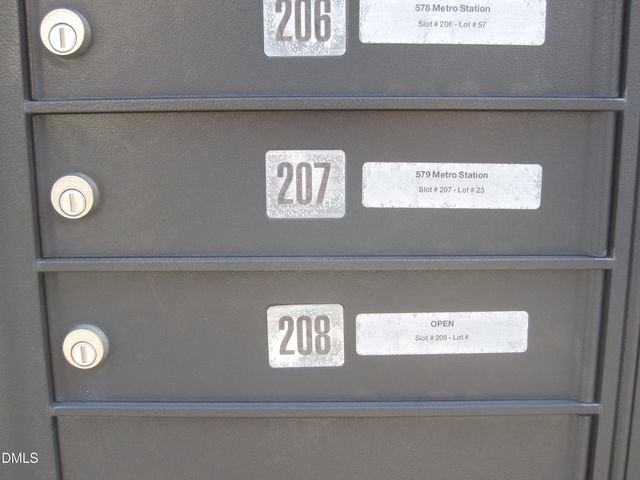 206
578 Metro Station
Slot # 206 - Lot # 57
207
579 Metro Station
Slot # 207 - Lot # 23
208
OPEN
Slot # 208 - Lot #
DMLS